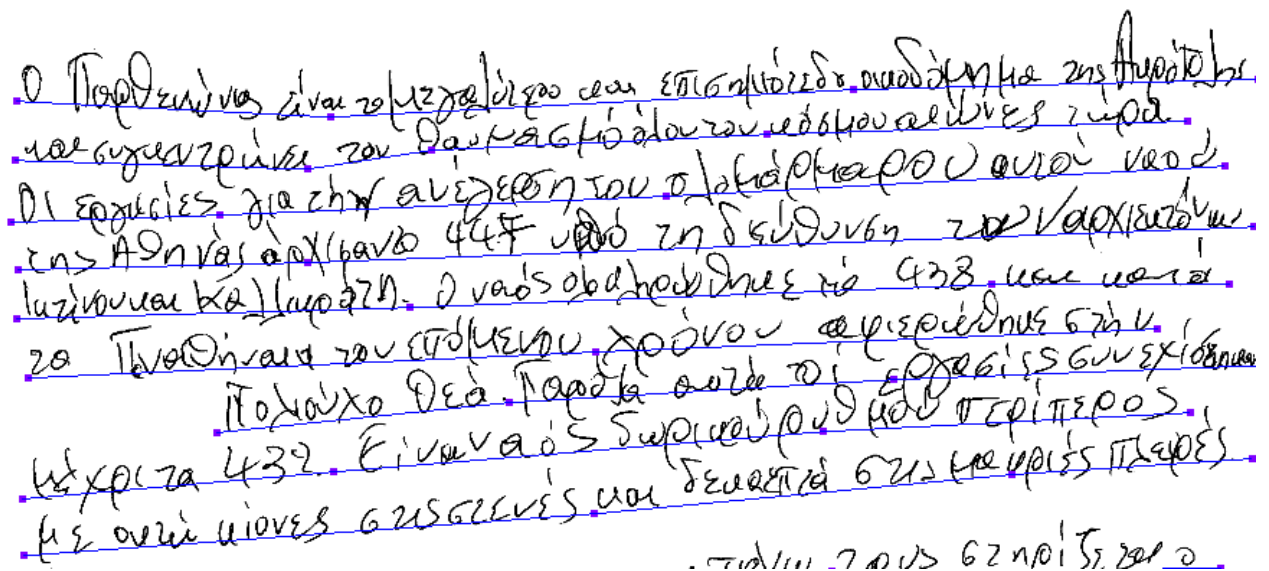 Ο Παρθενώνας είναι το μεγαλύτερο και επισημότερο οικοδόμημα της Ακρόπολης
και συγκεντρώνει τον θαυμασμό όλου του κόσμου αιώνες τώρα.
Οι εργασίες για την ανέγερση του ολομάρμαρου αυτού ναού
της Αθηνάς άρχισαν το 447 υπό τη διεύθυνση των αρχιτεκτόνων
Ικτίνου και Καλλικράτη. Ο ναός ολοκληρώθηκε το 438 και κατά
τα Παναθήναια του επόμενου χρόνου αφιερώθηκε στην
Πολιούχο θεά. Παρόλα αυτά οι εργασίες συνεχίστηκαν
μέχρι τα 432. Είναι ναός δωρικού ρυθμού περίπτερος,
με οκτώ κίονες στις στενές και δεκαεπτά στις μακριές πλευρές
πάνω τους στηρίζεται ο